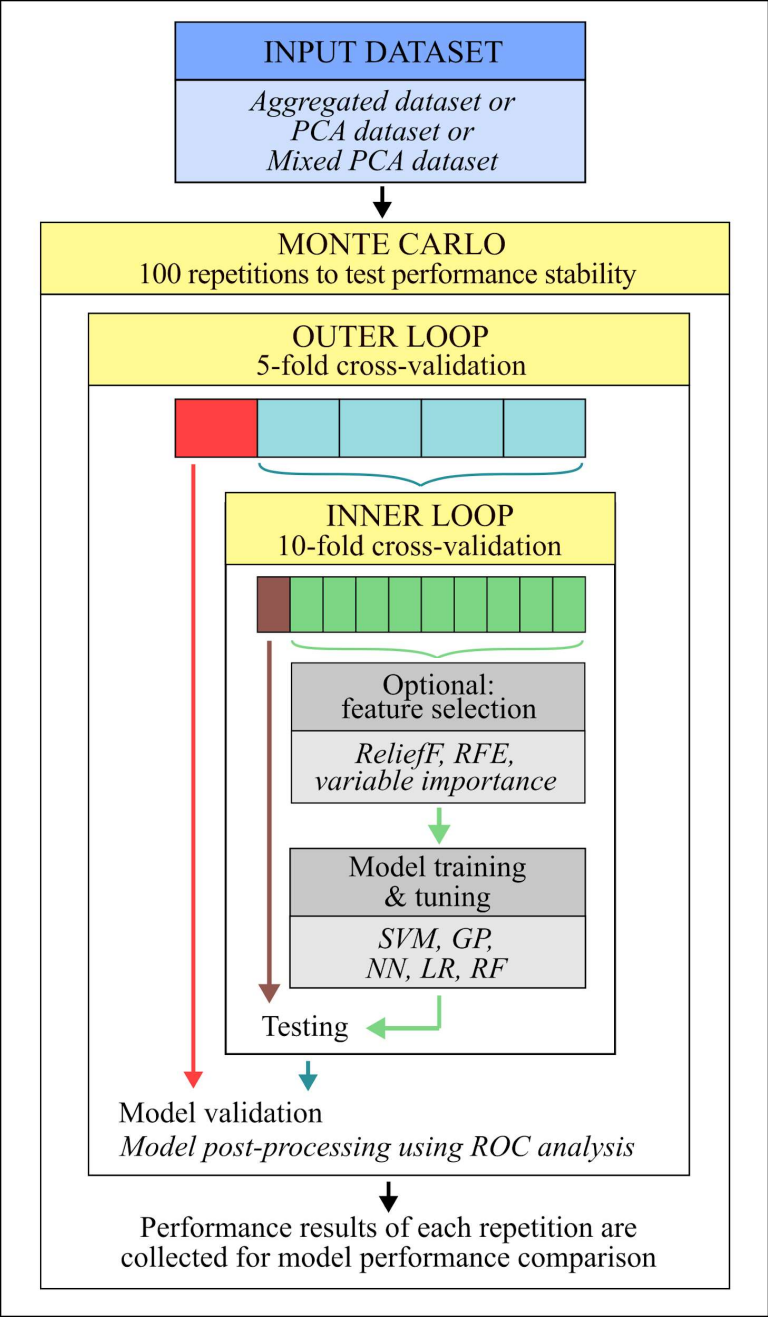 INPUT DATASET
Aggregated dataset or
PCA dataset or
Mixed PCA dataset
MONTE CARLO
100 repetitions to test performance stability
OUTER LOOP
5-fold cross-validation
INNER LOOP
10-fold cross-validation
Optional:
feature selection
ReliefF, RFE,
variable importance
Model training
& tuning
SVM, GP,
NN, LR, RF
Testing
Model validation
Model post-processing using ROC analysis
Performance results of each repetition are
collected for model performance comparison